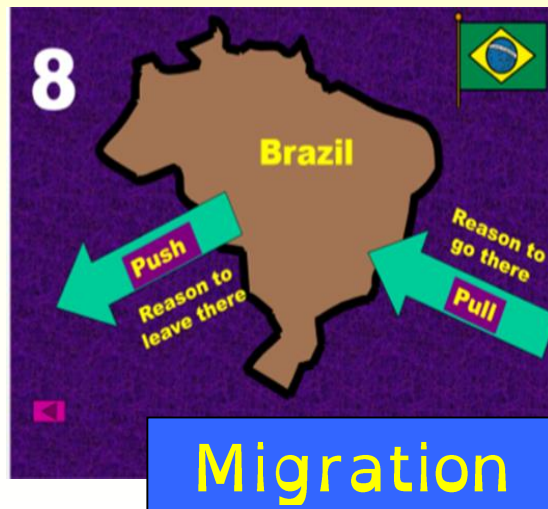 8
Brazil
Push
Reason to
leave there
Reason to
go there
Pull
Migration